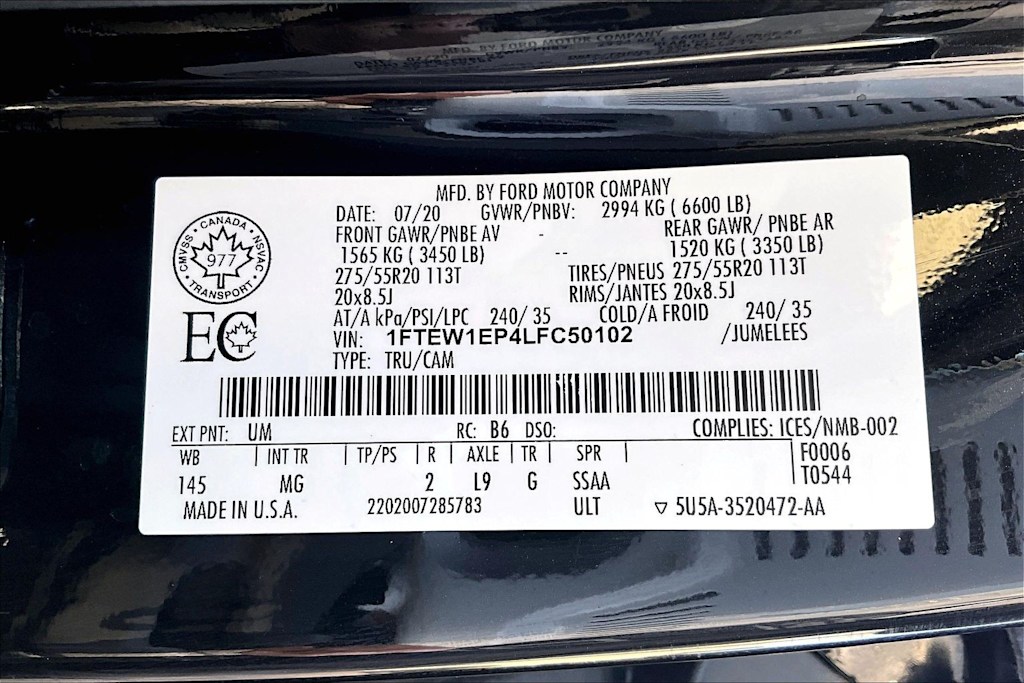 MFD. BY FORD MOTOR COMPANY
DATE: 07/20 GVWR/PNBV: 2994 KG ( 6600 LB)
FRONT GAWR/PNBE AV - REAR GAWR/ PNBE AR
1565 KG ( 3450 LB) -- 1520 KG ( 3350 LB)
275/55R20 113T TIRES/PNEUS 275/55R20 113T
20x8.5J RIMS/JANTES 20x8.5J
AT/A kPa/PSI/LPC 240/ 35 COLD/A FROID 240/ 35
VIN: 1FTEW1EP4LFC50102 /JUMELEES
TYPE: TRU/CAM
CANADA
CMVSS 977 NSVAC
TRANSPORT
EC
EXT PNT: UM RC: B6 DSO: COMPLIES: ICES/NMB-002
WB | INT TR | TP/PS | R | AXLE | TR | SPR | F0006
145 MG 2 L9 G SSAA T0544
MADE IN U.S.A. 2202007285783 ULT ▽ 5U5A-3520472-AA